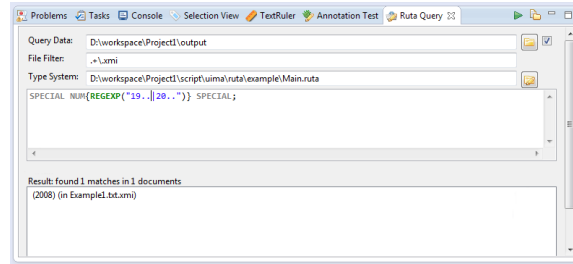 Problems Tasks Console Selection View TextRuler Annotation Test Ruta Query
Query Data: D:\workspace\Project1\output
File Filter: .+\.xmi
Type System: D:\workspace\Project1\script\uima\ruta\example\Main.ruta
SPECIAL NUM{REGEXP("19..|20..")} SPECIAL;
Result: found 1 matches in 1 documents
(2008) (in Example1.txt.xmi)